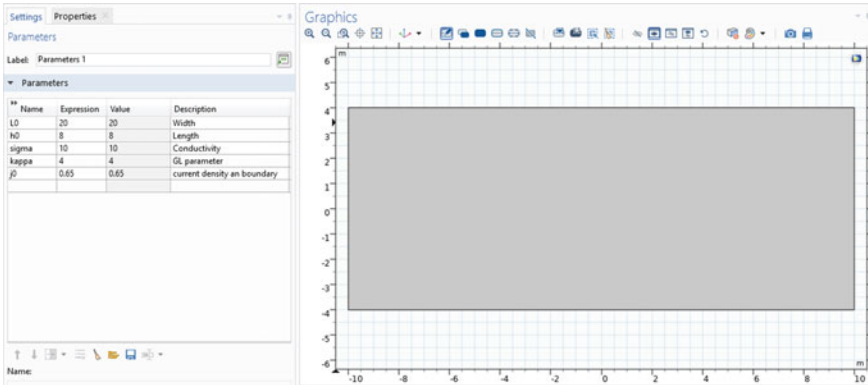 Settings Properties
Parameters
Label: Parameters 1
Parameters
Name Expression Value Description
L0 20 20 Width
h0 8 8 Length
sigma 10 10 Conductivity
kappa 4 4 GL parameter
j0 0.65 0.65 current density an boundary
Name:
Graphics
m
6
5
4
3
2
1
0
-1
-2
-3
-4
-5
-6
m
-10 -8 -6 -4 -2 0 2 4 6 8 10